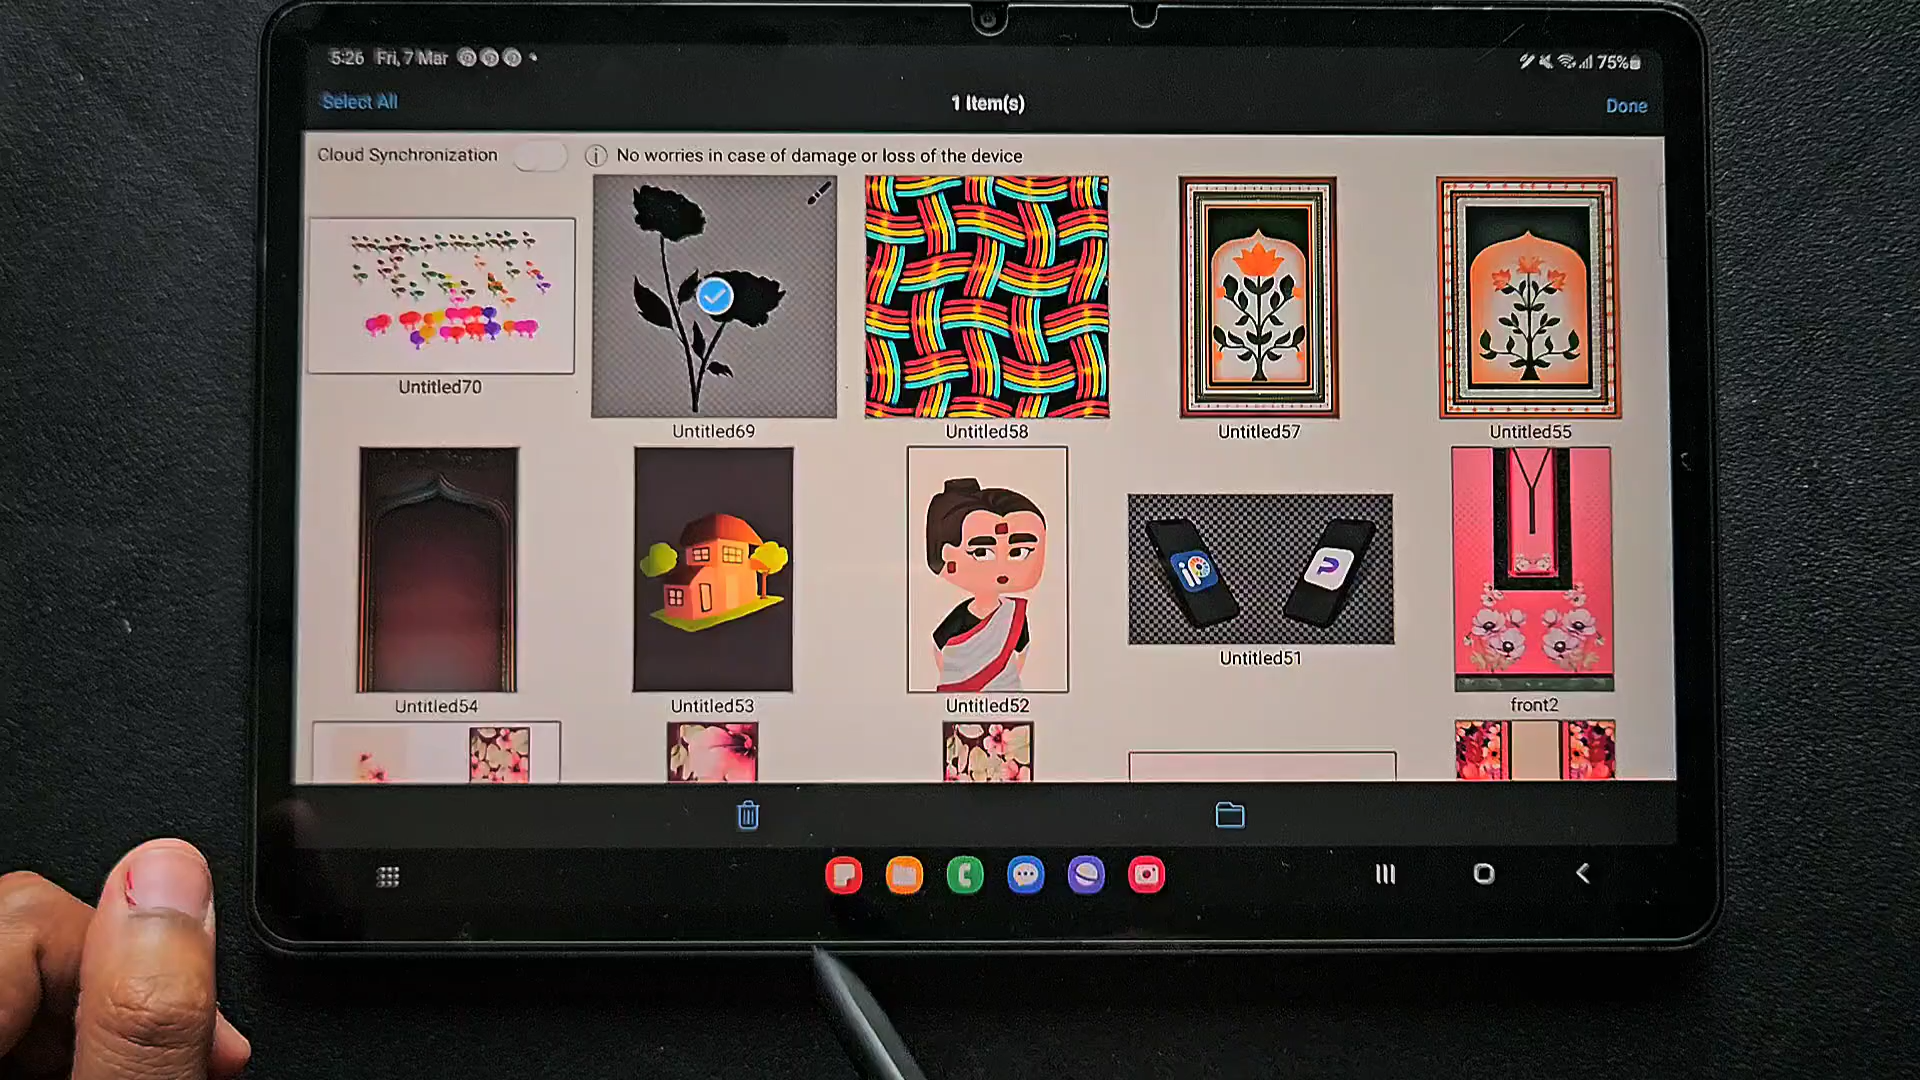 5:26 Fri, 7 Mar
75%
Select All
1 Item(s)
Done
Cloud Synchronization
No worries in case of damage or loss of the device
Untitled70
Untitled69
Untitled58
Untitled57
Untitled55
Untitled54
Untitled53
Untitled52
iP
P
Untitled51
front2